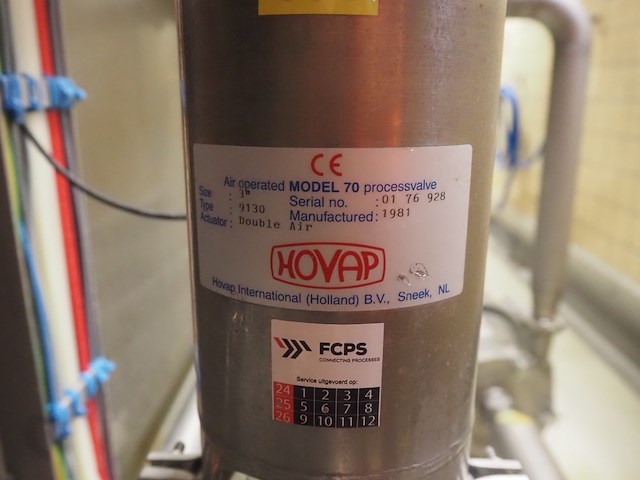 CE
Air operated MODEL 70 processvalve
Size : 3" Serial no. : 01 76 928
Type : 9130 Manufactured : 1981
Actuator : Double Air
HOVAP
Hovap International (Holland) B.V., Sneek, NL
FCPS
CONNECTING PROCESSES
Service uitgevoerd op:
24 1 2 3 4
25 5 6 7 8
26 9 10 11 12